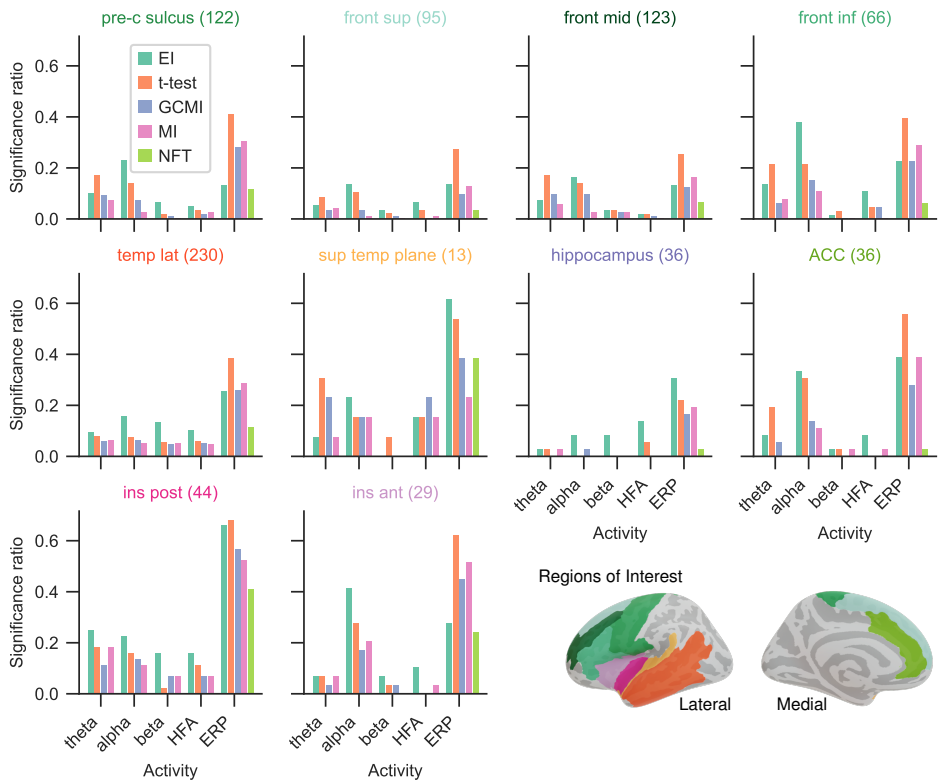 pre-c sulcus (122)
front sup (95)
front mid (123)
front inf (66)
Significance ratio
0.6
0.4
0.2
0.0
EI
t-test
GCMI
MI
NFT
temp lat (230)
sup temp plane (13)
hippocampus (36)
ACC (36)
Significance ratio
0.6
0.4
0.2
0.0
theta
alpha
beta
HFA
ERP
Activity
theta
alpha
beta
HFA
ERP
Activity
ins post (44)
ins ant (29)
Significance ratio
0.6
0.4
0.2
0.0
theta
alpha
beta
HFA
ERP
Activity
theta
alpha
beta
HFA
ERP
Activity
Regions of Interest
Lateral
Medial